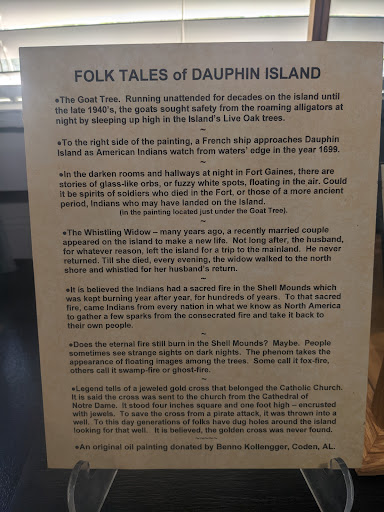 FOLK TALES of DAUPHIN ISLAND
●The Goat Tree. Running unattended for decades on the island until
the late 1940's, the goats sought safety from the roaming alligators at
night by sleeping up high in the Island's Live Oak trees.
~
●To the right side of the painting, a French ship approaches Dauphin
Island as American Indians watch from waters' edge in the year 1699.
~
●In the darken rooms and hallways at night in Fort Gaines, there are
stories of glass-like orbs, or fuzzy white spots, floating in the air. Could
it be spirits of soldiers who died in the Fort, or those of a more ancient
period, Indians who may have landed on the island.
(in the painting located just under the Goat Tree).
~
●The Whistling Widow – many years ago, a recently married couple
appeared on the island to make a new life. Not long after, the husband,
for whatever reason, left the island for a trip to the mainland. He never
returned. Till she died, every evening, the widow walked to the north
shore and whistled for her husband's return.
~
●It is believed the Indians had a sacred fire in the Shell Mounds which
was kept burning year after year, for hundreds of years. To that sacred
fire, came Indians from every nation in what we know as North America
to gather a few sparks from the consecrated fire and take it back to
their own people.
~
●Does the eternal fire still burn in the Shell Mounds? Maybe. People
sometimes see strange sights on dark nights. The phenom takes the
appearance of floating images among the trees. Some call it fox-fire,
others call it swamp-fire or ghost-fire.
~
●Legend tells of a jeweled gold cross that belonged the Catholic Church.
It is said the cross was sent to the church from the Cathedral of
Notre Dame. It stood four inches square and one foot high – encrusted
with jewels. To save the cross from a pirate attack, it was thrown into a
well. To this day generations of folks have dug holes around the island
looking for that well. It is believed, the golden cross was never found.
~~~~~
●An original oil painting donated by Benno Kollengger, Coden, AL.